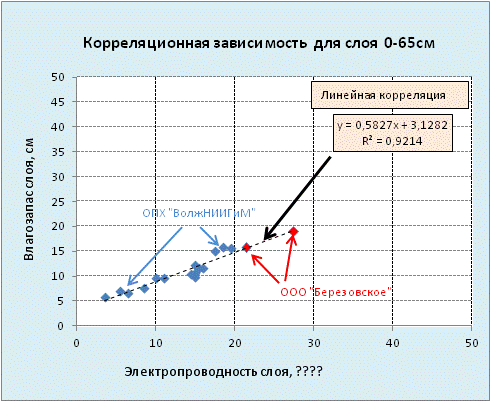 Корреляционная зависимость для слоя 0-65см
Линейная корреляция
y = 0,5827x + 3,1282
R² = 0,9214
ОПХ "ВолжНИИГиМ"
ООО "Березовское"
Влагозапас слоя, см
50
45
40
35
30
25
20
15
10
5
0
0 10 20 30 40 50
Электропроводность слоя, ????